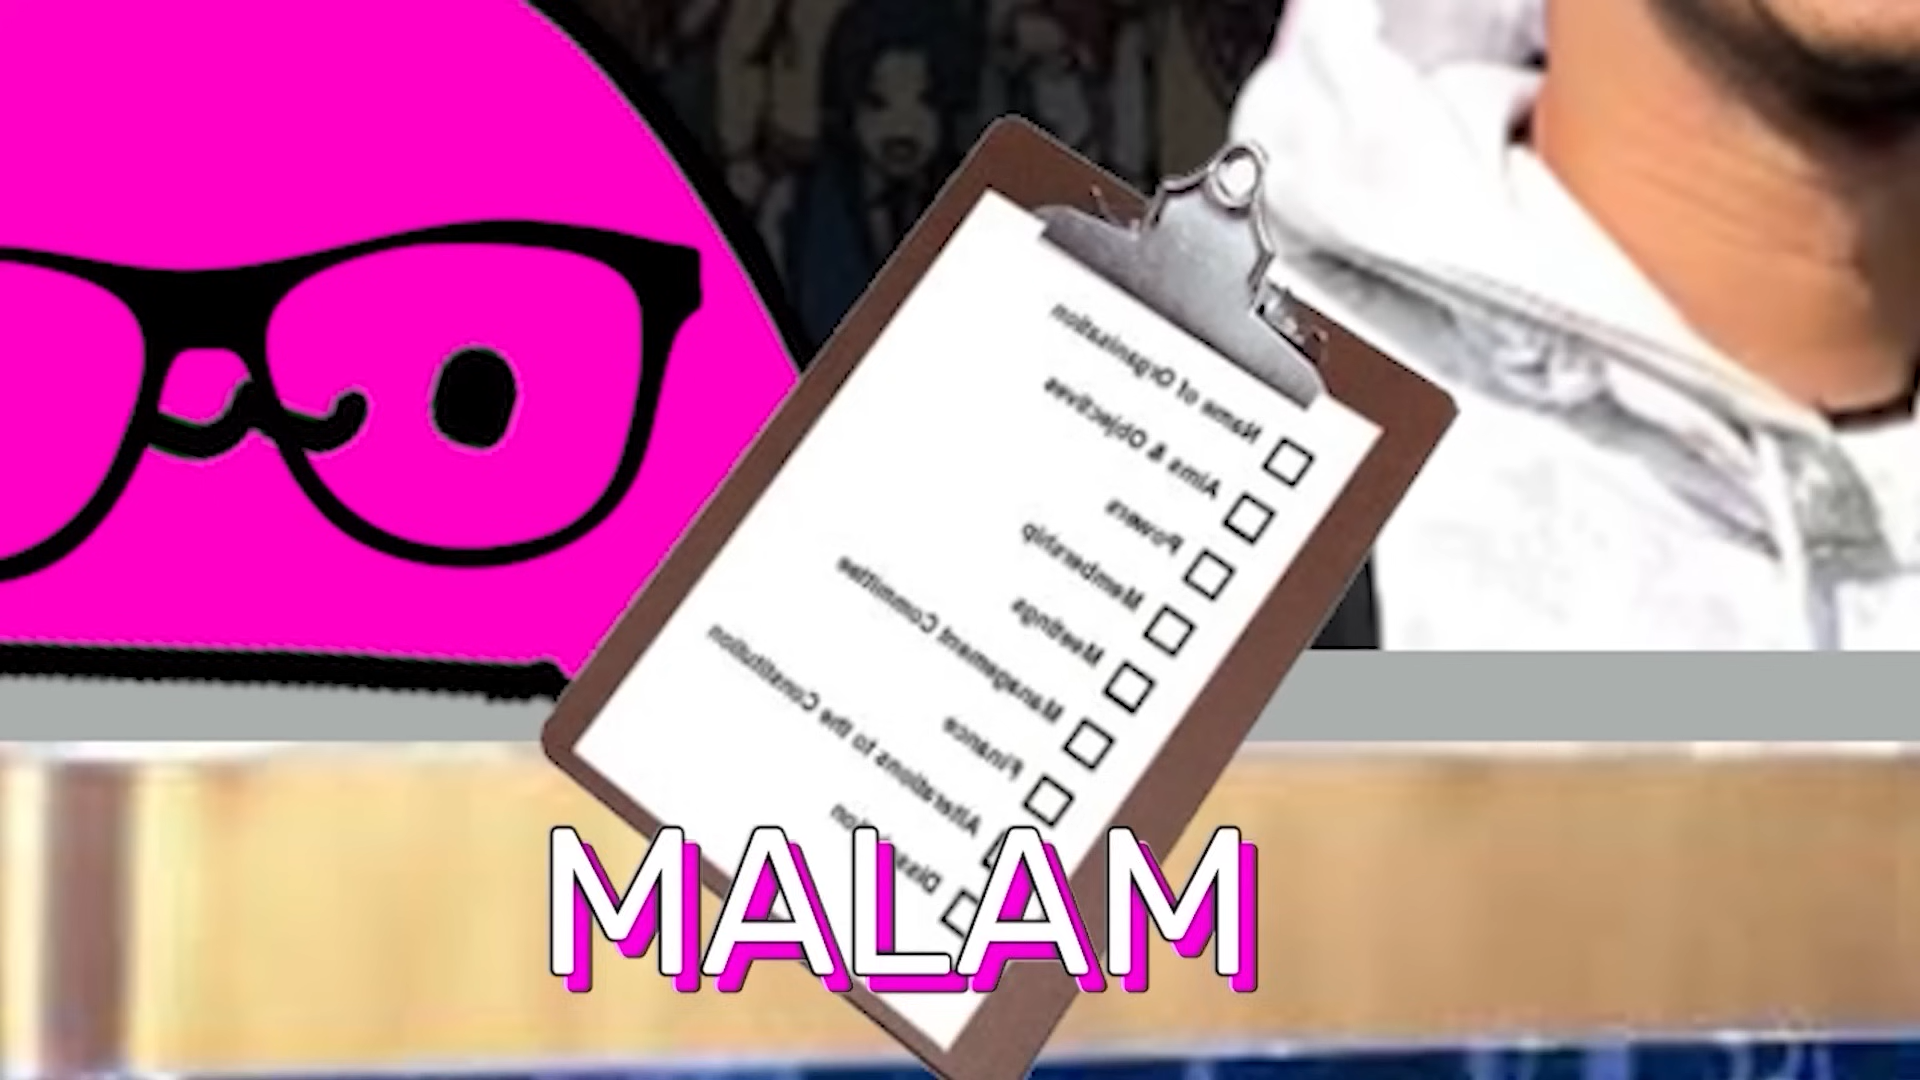 Name of Organisation
Aims & Objectives
Powers
Membership
Meetings
Management Committee
Finance
Alterations to the Constitution
MALAM